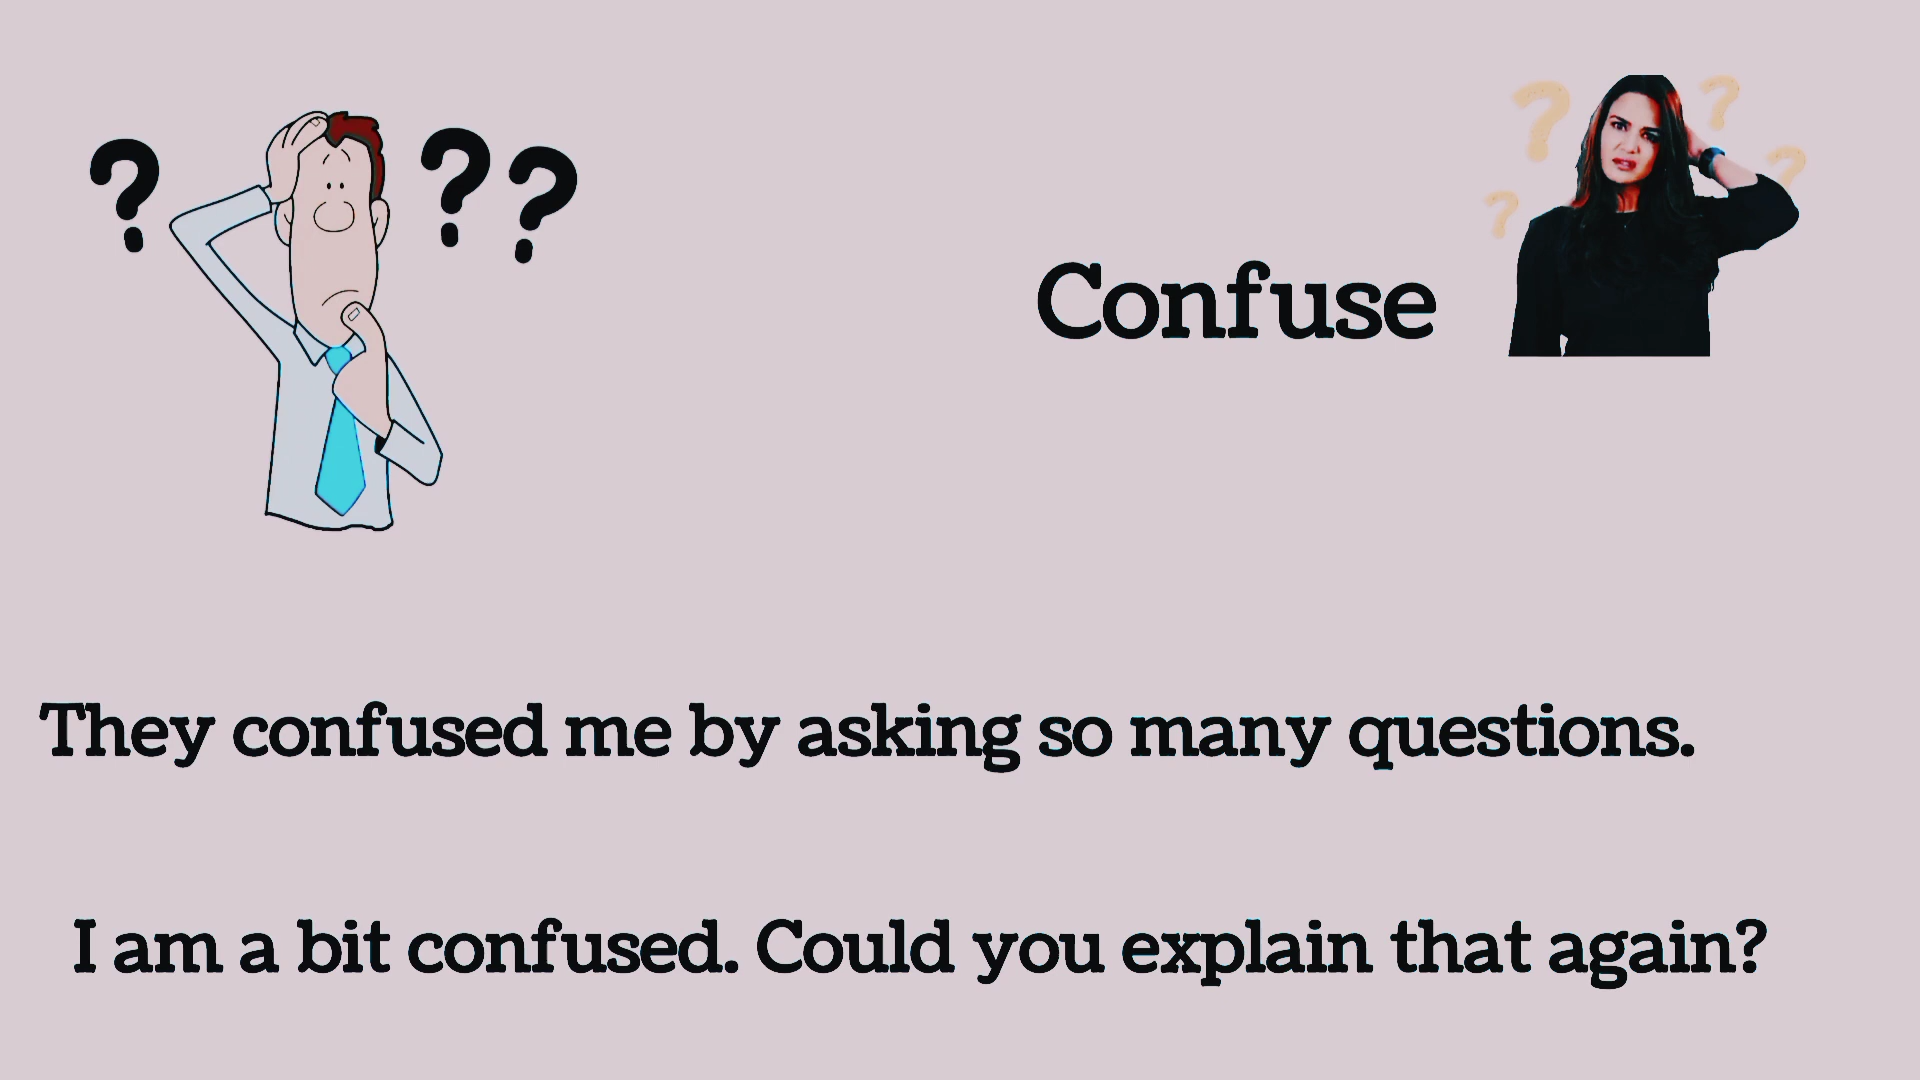 Confuse
They confused me by asking so many questions.
I am a bit confused. Could you explain that again?